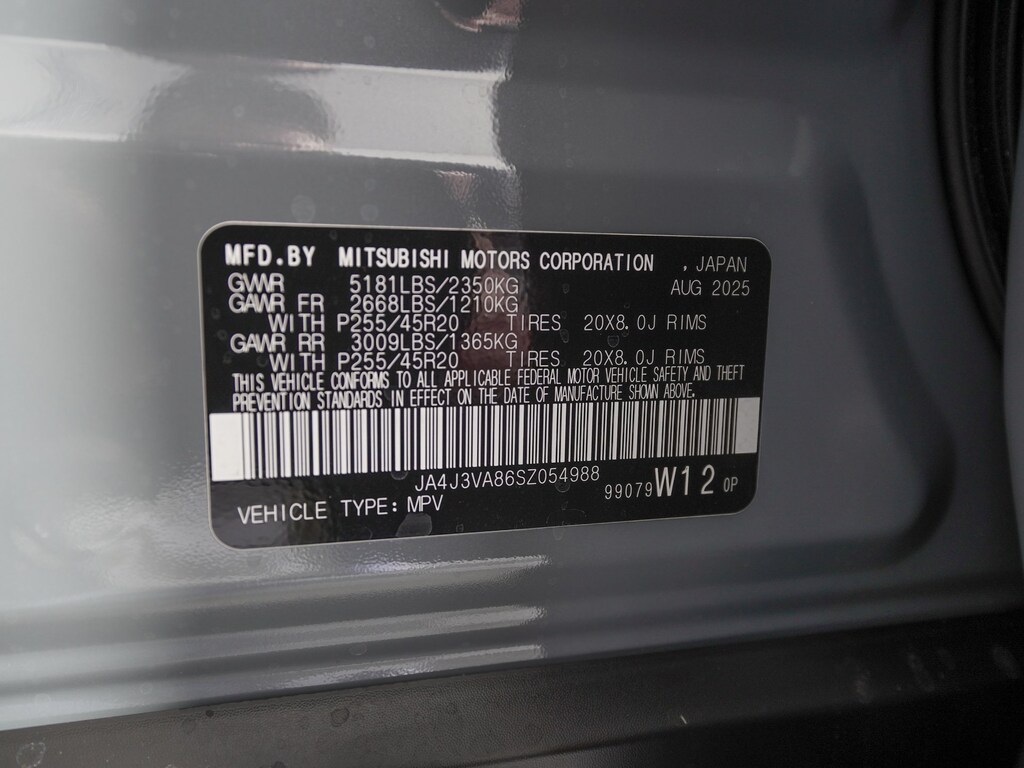 MFD.BY MITSUBISHI MOTORS CORPORATION , JAPAN
GVWR 5181LBS/2350KG AUG 2025
GAWR FR 2668LBS/1210KG
WITH P255/45R20 TIRES 20X8.0J RIMS
GAWR RR 3009LBS/1365KG
WITH P255/45R20 TIRES 20X8.0J RIMS
THIS VEHICLE CONFORMS TO ALL APPLICABLE FEDERAL MOTOR VEHICLE SAFETY AND THEFT
PREVENTION STANDARDS IN EFFECT ON THE DATE OF MANUFACTURE SHOWN ABOVE.
JA4J3VA86SZ054988
99079 W12 0P
VEHICLE TYPE: MPV